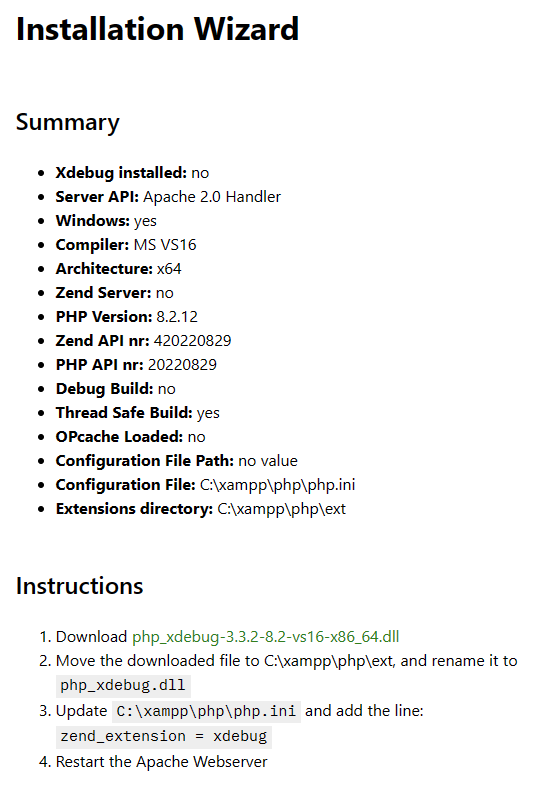 Installation Wizard
Summary
• Xdebug installed: no
• Server API: Apache 2.0 Handler
• Windows: yes
• Compiler: MS VS16
• Architecture: x64
• Zend Server: no
• PHP Version: 8.2.12
• Zend API nr: 420220829
• PHP API nr: 20220829
• Debug Build: no
• Thread Safe Build: yes
• OPcache Loaded: no
• Configuration File Path: no value
• Configuration File: C:\xampp\php\php.ini
• Extensions directory: C:\xampp\php\ext
Instructions
1. Download php_xdebug-3.3.2-8.2-vs16-x86_64.dll
2. Move the downloaded file to C:\xampp\php\ext, and rename it to
php_xdebug.dll
3. Update C:\xampp\php\php.ini and add the line:
zend_extension = xdebug
4. Restart the Apache Webserver